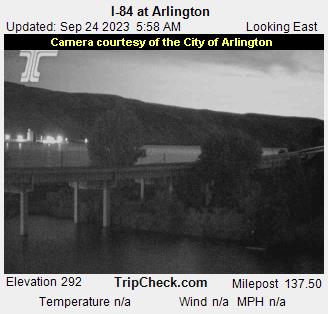 I-84 at Arlington
Updated: Sep 24 2023 5:58 AM Looking East
Camera courtesy of the City of Arlington
Elevation 292 TripCheck.com Milepost 137.50
Temperature n/a Wind n/a MPH n/a